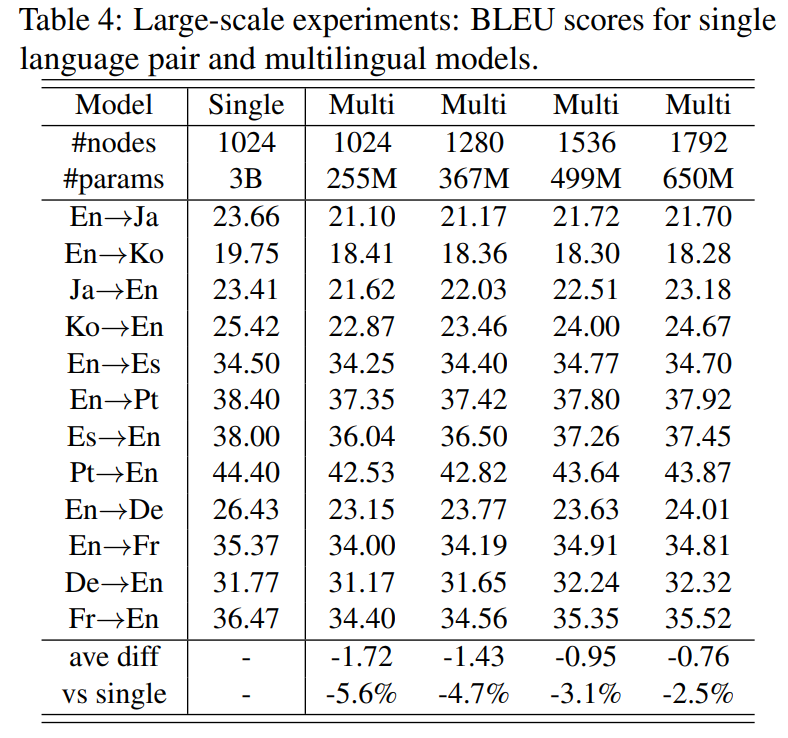 Table 4: Large-scale experiments: BLEU scores for single
language pair and multilingual models.
Model Single Multi Multi Multi Multi
#nodes 1024 1024 1280 1536 1792
#params 3B 255M 367M 499M 650M
En→Ja 23.66 21.10 21.17 21.72 21.70
En→Ko 19.75 18.41 18.36 18.30 18.28
Ja→En 23.41 21.62 22.03 22.51 23.18
Ko→En 25.42 22.87 23.46 24.00 24.67
En→Es 34.50 34.25 34.40 34.77 34.70
En→Pt 38.40 37.35 37.42 37.80 37.92
Es→En 38.00 36.04 36.50 37.26 37.45
Pt→En 44.40 42.53 42.82 43.64 43.87
En→De 26.43 23.15 23.77 23.63 24.01
En→Fr 35.37 34.00 34.19 34.91 34.81
De→En 31.77 31.17 31.65 32.24 32.32
Fr→En 36.47 34.40 34.56 35.35 35.52
ave diff - -1.72 -1.43 -0.95 -0.76
vs single - -5.6% -4.7% -3.1% -2.5%